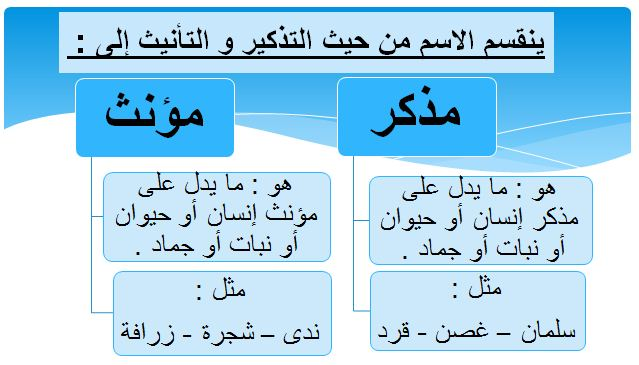 ينقسم الاسم من حيث التذكير و التأنيث إلى :
مذكر
هو : ما يدل على
مذكر إنسان أو حيوان
أو نبات أو جماد .
مثل :
سلمان – غصن - قرد
مؤنث
هو : ما يدل على
مؤنث إنسان أو حيوان
أو نبات أو جماد .
مثل :
ندى – شجرة - زرافة